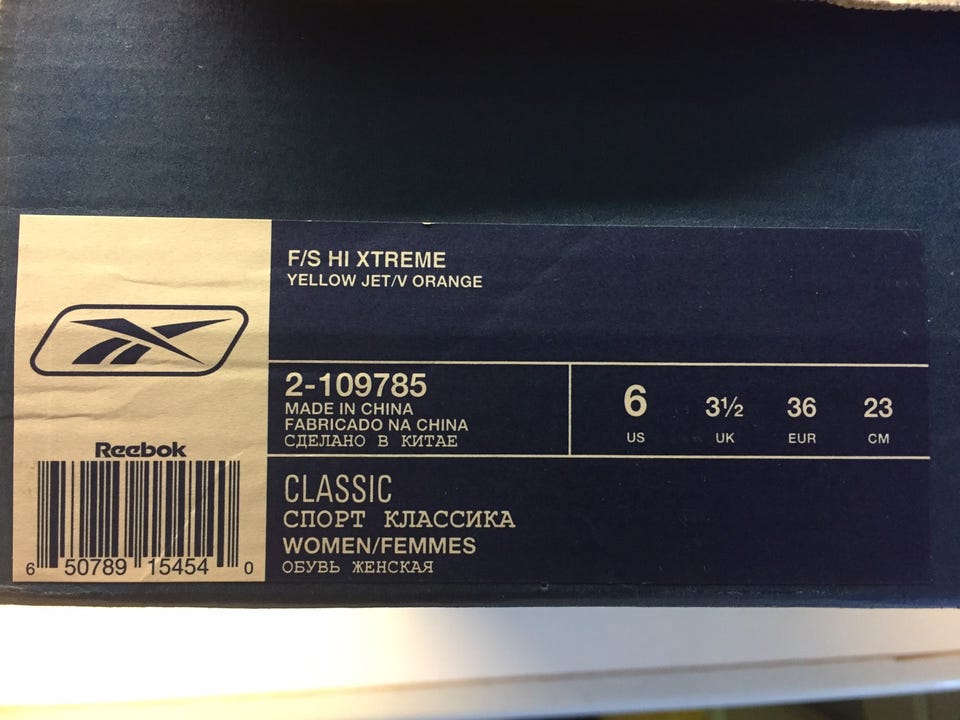 F/S HI XTREME
YELLOW JET/V ORANGE
2-109785
MADE IN CHINA
FABRICADO NA CHINA
СДЕЛАНО В КИТАЕ
6 3½ 36 23
US UK EUR CM
Reebok
6 50789 15454 0
CLASSIC
СПОРТ КЛАССИКА
WOMEN/FEMMES
ОБУВЬ ЖЕНСКАЯ